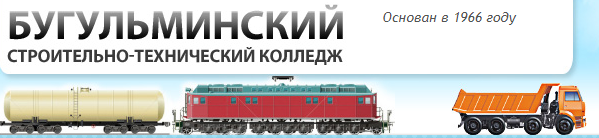 БУГУЛЬМИНСКИЙ
СТРОИТЕЛЬНО-ТЕХНИЧЕСКИЙ КОЛЛЕДЖ
Основан в 1966 году